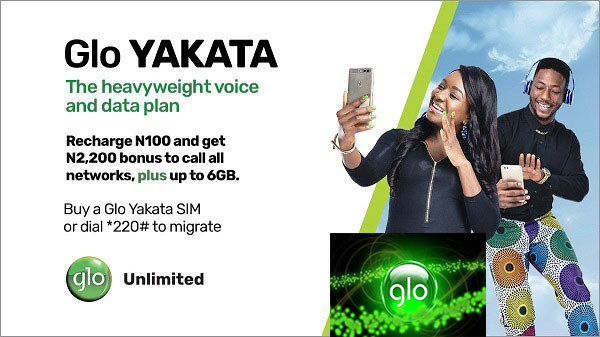 Glo YAKATA
The heavyweight voice
and data plan
Recharge N100 and get
N2,200 bonus to call all
networks, plus up to 6GB.
Buy a Glo Yakata SIM
or dial *220# to migrate
glo Unlimited
glo